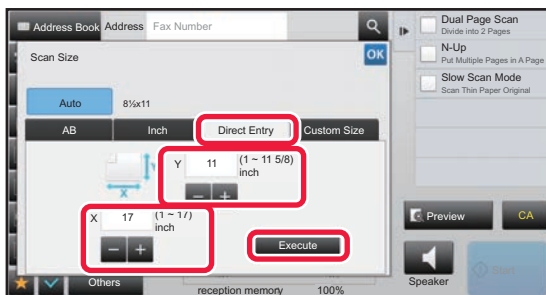 Address Book Address Fax Number
Scan Size
OK
Auto 8½x11
AB Inch Direct Entry Custom Size
Y 11 (1 ~ 11 5/8)
inch
X 17 (1 ~ 17)
inch
Execute
Others
reception memory 100%
Dual Page Scan
Divide into 2 Pages
N-Up
Put Multiple Pages in A Page
Slow Scan Mode
Scan Thin Paper Original
Preview CA
Speaker Start